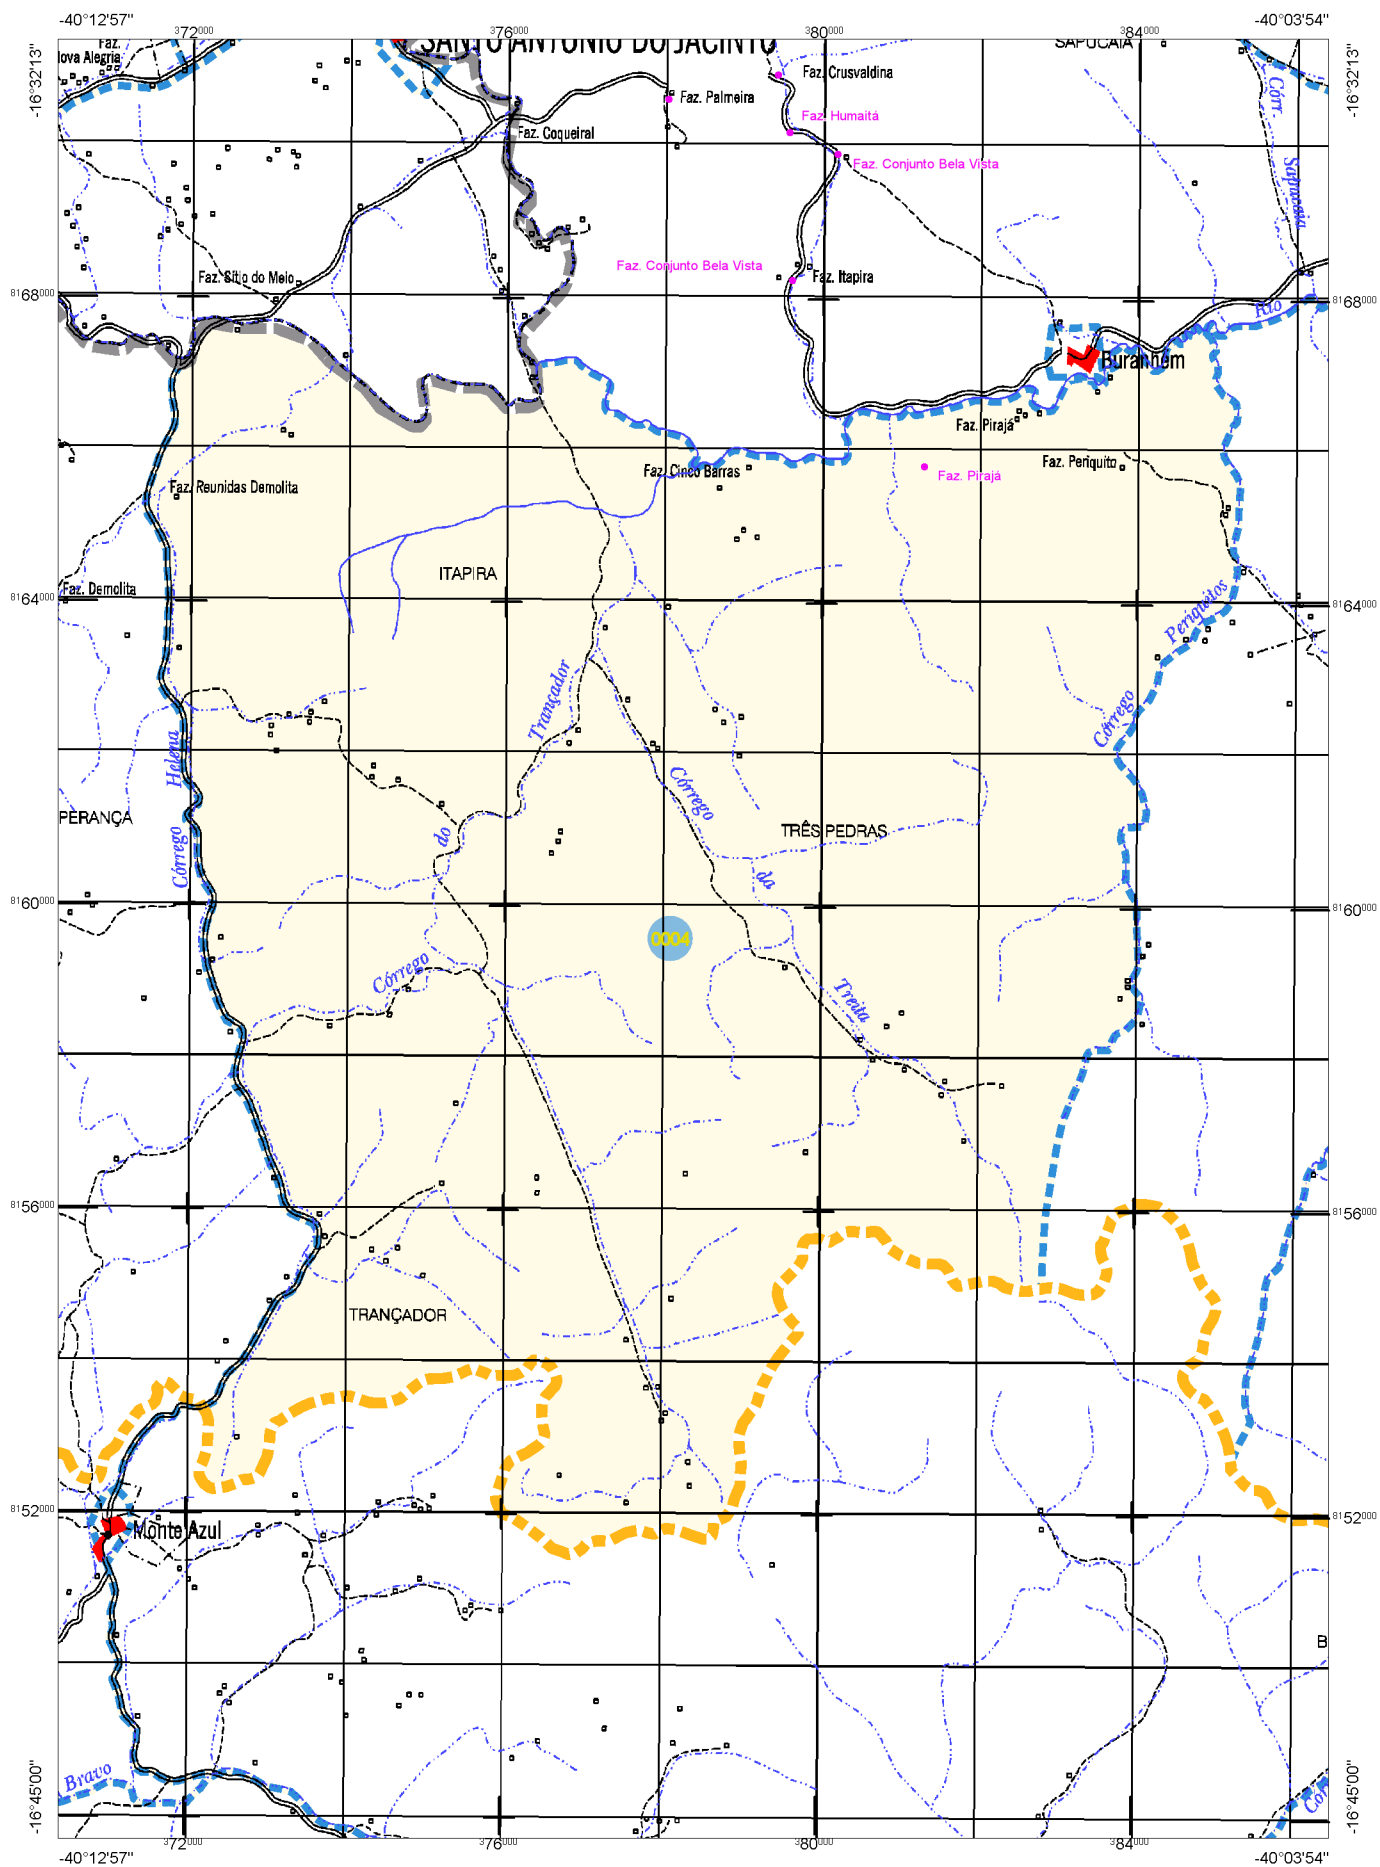 -40°12'57"
-40°03'54"
372000
376000
380000
384000
-16°32'13"
-16°32'13"
SANTO ANTÔNIO DO JACINTO
SAPUCAIA
Faz.
Nova Alegria
Faz. Crusvaldina
Faz. Palmeira
Faz. Humaitá
Faz. Coqueiral
Faz. Conjunto Bela Vista
Córr.
Sapucaia
Faz. Conjunto Bela Vista
Faz. Sítio do Meio
Faz. Itapira
8168000
8168000
Rio
Buranhém
Faz. Pirajá
Faz. Cinco Barras
Faz. Periquito
Faz. Pirajá
Faz. Reunidas Demolita
ITAPIRA
Faz. Demolita
8164000
8164000
Periquitos
Trançador
Córrego
Helena
Córrego
PERANÇA
TRÊS PEDRAS
do
Córrego
da
8160000
8160000
0004
Córrego
Treita
8156000
8156000
TRANÇADOR
8152000
8152000
Monte Azul
B
Bravo
Cór
-16°45'00"
-16°45'00"
372000
376000
380000
384000
-40°12'57"
-40°03'54"